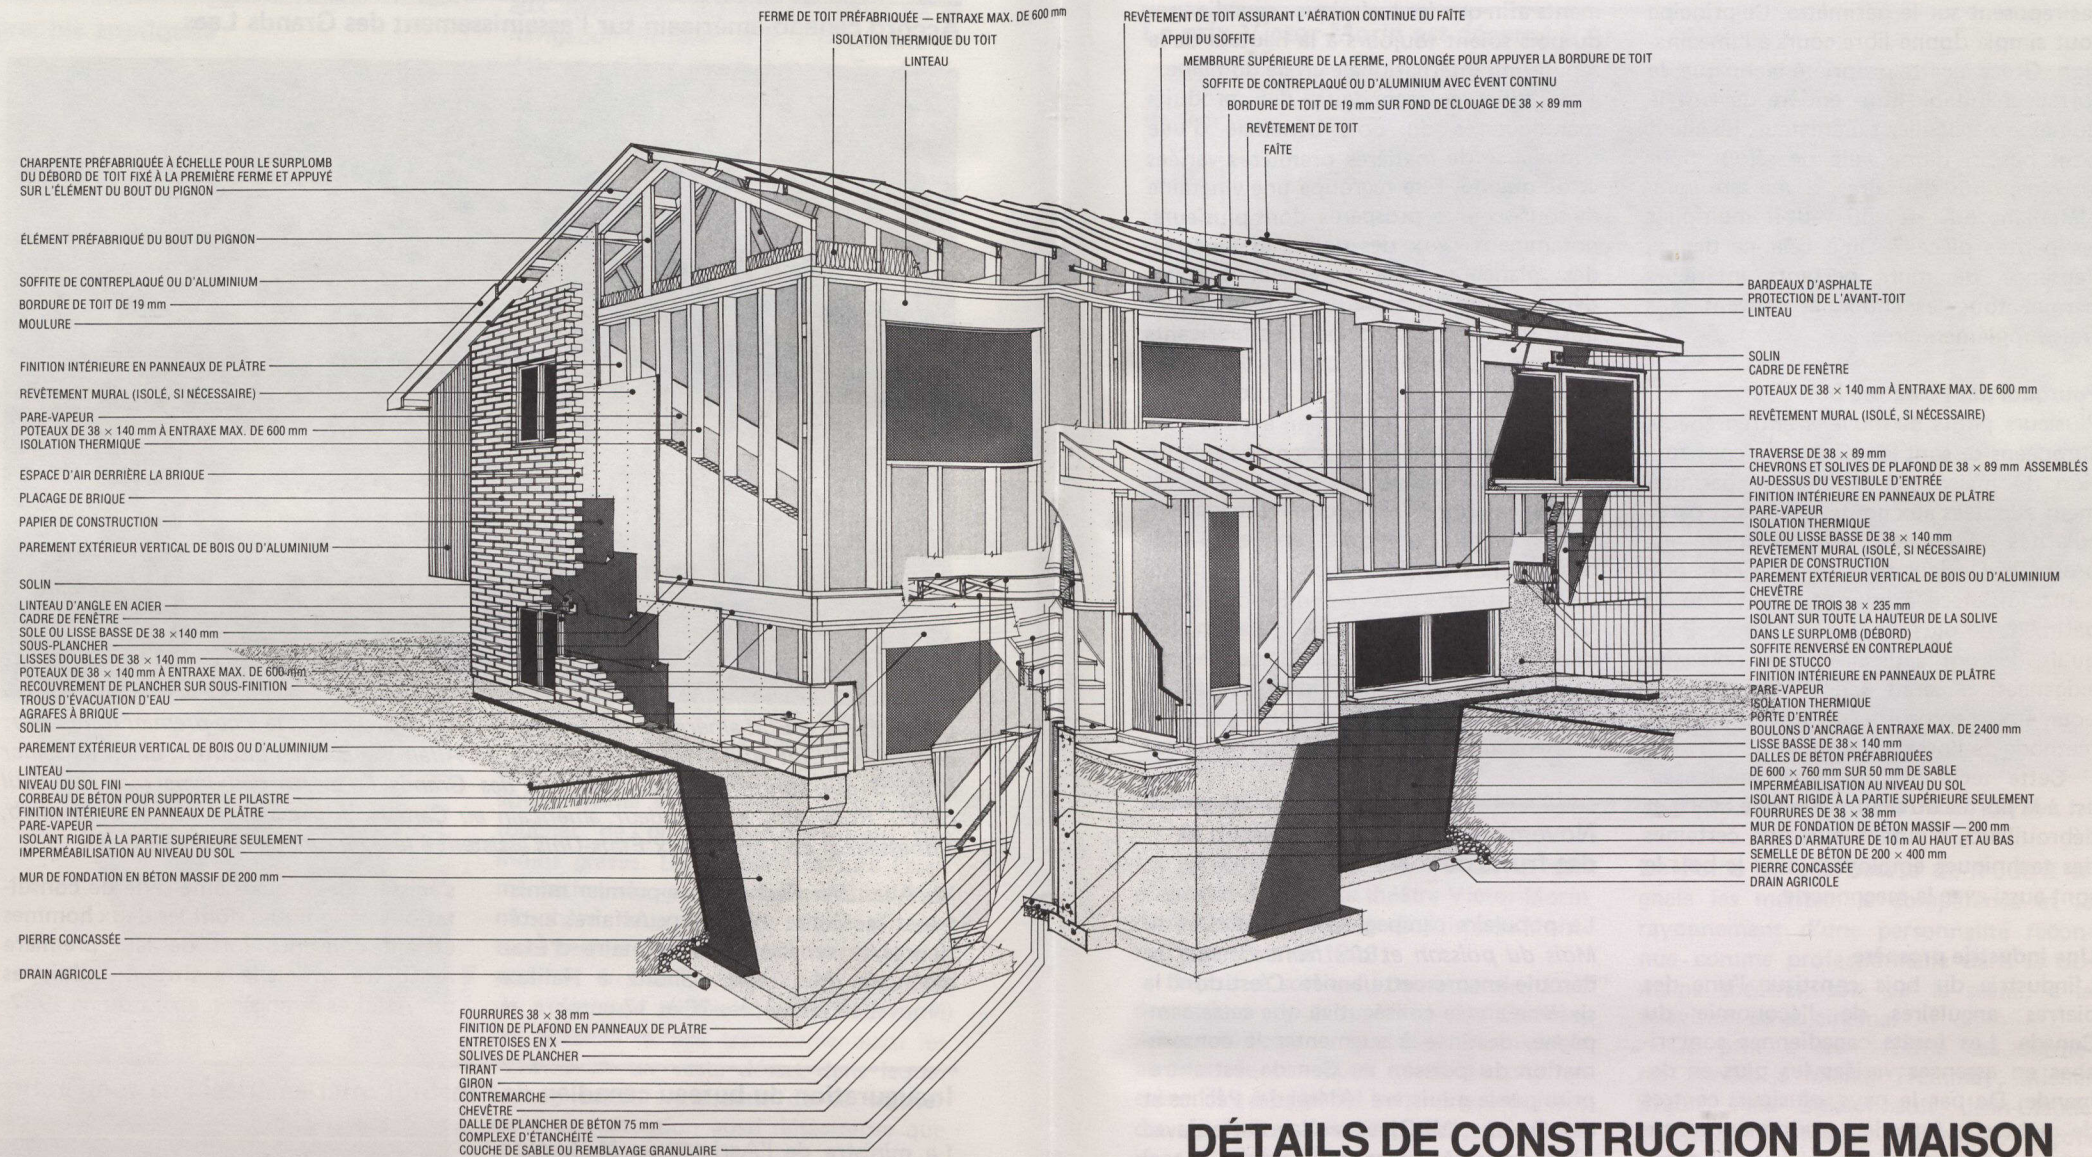 FERME DE TOIT PRÉFABRIQUÉE — ENTRAXE MAX. DE 600 mm
ISOLATION THERMIQUE DU TOIT
LINTEAU
REVÊTEMENT DE TOIT ASSURANT L'AÉRATION CONTINUE DU FAÎTE
APPUI DU SOFFITE
MEMBRURE SUPÉRIEURE DE LA FERME, PROLONGÉE POUR APPUYER LA BORDURE DE TOIT
SOFFITE DE CONTREPLAQUÉ OU D'ALUMINIUM AVEC ÉVENT CONTINU
BORDURE DE TOIT DE 19 mm SUR FOND DE CLOUAGE DE 38 × 89 mm
REVÊTEMENT DE TOIT
FAÎTE
CHARPENTE PRÉFABRIQUÉE À ÉCHELLE POUR LE SURPLOMB
DU DÉBORD DE TOIT FIXÉ À LA PREMIÈRE FERME ET APPUYÉ
SUR L'ÉLÉMENT DU BOUT DU PIGNON
ÉLÉMENT PRÉFABRIQUÉ DU BOUT DU PIGNON
SOFFITE DE CONTREPLAQUÉ OU D'ALUMINIUM
BORDURE DE TOIT DE 19 mm
MOULURE
FINITION INTÉRIEURE EN PANNEAUX DE PLÂTRE
REVÊTEMENT MURAL (ISOLÉ, SI NÉCESSAIRE)
PARE-VAPEUR
POTEAUX DE 38 × 140 mm À ENTRAXE MAX. DE 600 mm
ISOLATION THERMIQUE
ESPACE D'AIR DERRIÈRE LA BRIQUE
PLACAGE DE BRIQUE
PAPIER DE CONSTRUCTION
PAREMENT EXTÉRIEUR VERTICAL DE BOIS OU D'ALUMINIUM
SOLIN
LINTEAU D'ANGLE EN ACIER
CADRE DE FENÊTRE
SOLE OU LISSE BASSE DE 38 ×140 mm
SOUS-PLANCHER
LISSES DOUBLES DE 38 × 140 mm
POTEAUX DE 38 × 140 mm À ENTRAXE MAX. DE 600 mm
RECOUVREMENT DE PLANCHER SUR SOUS-FINITION
TROUS D'ÉVACUATION D'EAU
AGRAFES À BRIQUE
SOLIN
PAREMENT EXTÉRIEUR VERTICAL DE BOIS OU D'ALUMINIUM
LINTEAU
NIVEAU DU SOL FINI
CORBEAU DE BÉTON POUR SUPPORTER LE PILASTRE
FINITION INTÉRIEURE EN PANNEAUX DE PLÂTRE
PARE-VAPEUR
ISOLANT RIGIDE À LA PARTIE SUPÉRIEURE SEULEMENT
IMPERMÉABILISATION AU NIVEAU DU SOL
MUR DE FONDATION EN BÉTON MASSIF DE 200 mm
PIERRE CONCASSÉE
DRAIN AGRICOLE
FOURRURES 38 × 38 mm
FINITION DE PLAFOND EN PANNEAUX DE PLÂTRE
ENTRETOISES EN X
SOLIVES DE PLANCHER
TIRANT
GIRON
CONTREMARCHE
CHEVÊTRE
DALLE DE PLANCHER DE BÉTON 75 mm
COMPLEXE D'ÉTANCHÉITÉ
COUCHE DE SABLE OU REMBLAYAGE GRANULAIRE
BARDEAUX D'ASPHALTE
PROTECTION DE L'AVANT-TOIT
LINTEAU
SOLIN
CADRE DE FENÊTRE
POTEAUX DE 38 × 140 mm À ENTRAXE MAX. DE 600 mm
REVÊTEMENT MURAL (ISOLÉ, SI NÉCESSAIRE)
TRAVERSE DE 38 × 89 mm
CHEVRONS ET SOLIVES DE PLAFOND DE 38 × 89 mm ASSEMBLÉS
AU-DESSUS DU VESTIBULE D'ENTRÉE
FINITION INTÉRIEURE EN PANNEAUX DE PLÂTRE
PARE-VAPEUR
ISOLATION THERMIQUE
SOLE OU LISSE BASSE DE 38 × 140 mm
REVÊTEMENT MURAL (ISOLÉ, SI NÉCESSAIRE)
PAPIER DE CONSTRUCTION
PAREMENT EXTÉRIEUR VERTICAL DE BOIS OU D'ALUMINIUM
CHEVÊTRE
POUTRE DE TROIS 38 × 235 mm
ISOLANT SUR TOUTE LA HAUTEUR DE LA SOLIVE
DANS LE SURPLOMB (DÉBORD)
SOFFITE RENVERSÉ EN CONTREPLAQUÉ
FINI DE STUCCO
FINITION INTÉRIEURE EN PANNEAUX DE PLÂTRE
PARE-VAPEUR
ISOLATION THERMIQUE
PORTE D'ENTRÉE
BOULONS D'ANCRAGE À ENTRAXE MAX. DE 2400 mm
LISSE BASSE DE 38 × 140 mm
DALLES DE BÉTON PRÉFABRIQUÉES
DE 600 × 760 mm SUR 50 mm DE SABLE
IMPERMÉABILISATION AU NIVEAU DU SOL
ISOLANT RIGIDE À LA PARTIE SUPÉRIEURE SEULEMENT
FOURRURES DE 38 × 38 mm
MUR DE FONDATION DE BÉTON MASSIF — 200 mm
BARRES D'ARMATURE DE 10 m AU HAUT ET AU BAS
SEMELLE DE BÉTON DE 200 × 400 mm
PIERRE CONCASSÉE
DRAIN AGRICOLE
DÉTAILS DE CONSTRUCTION DE MAISON